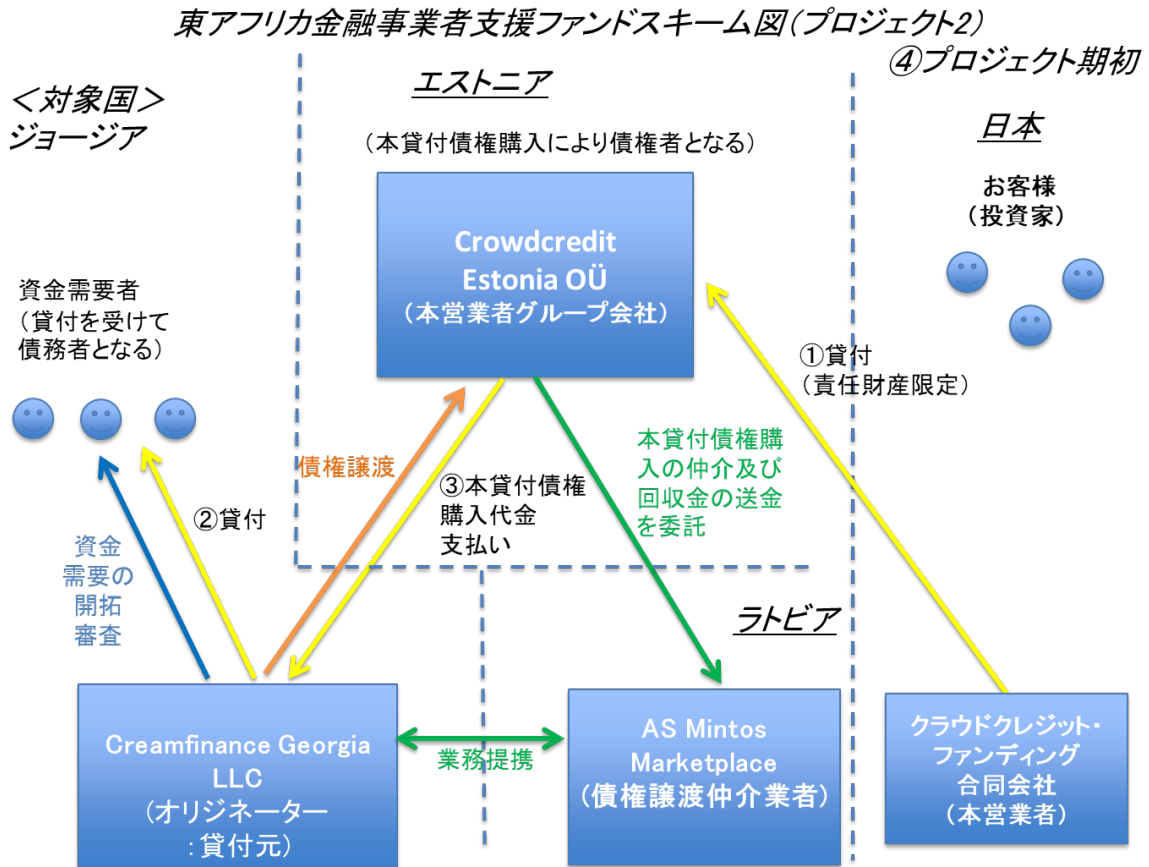 東アフリカ金融事業者支援ファンドスキーム図(プロジェクト2)
④プロジェクト期初
<対象国>
ジョージア
エストニア
(本貸付債権購入により債権者となる)
日本
お客様
(投資家)
Crowdcredit
Estonia OÜ
(本営業者グループ会社)
資金需要者
(貸付を受けて
債務者となる)
①貸付
(責任財産限定)
債権譲渡
③本貸付債権
購入代金
支払い
本貸付債権購
入の仲介及び
回収金の送金
を委託
②貸付
資金
需要の
開拓
審査
ラトビア
Creamfinance Georgia
LLC
(オリジネーター
:貸付元)
業務提携
AS Mintos
Marketplace
(債権譲渡仲介業者)
クラウドクレジット・
ファンディング
合同会社
(本営業者)